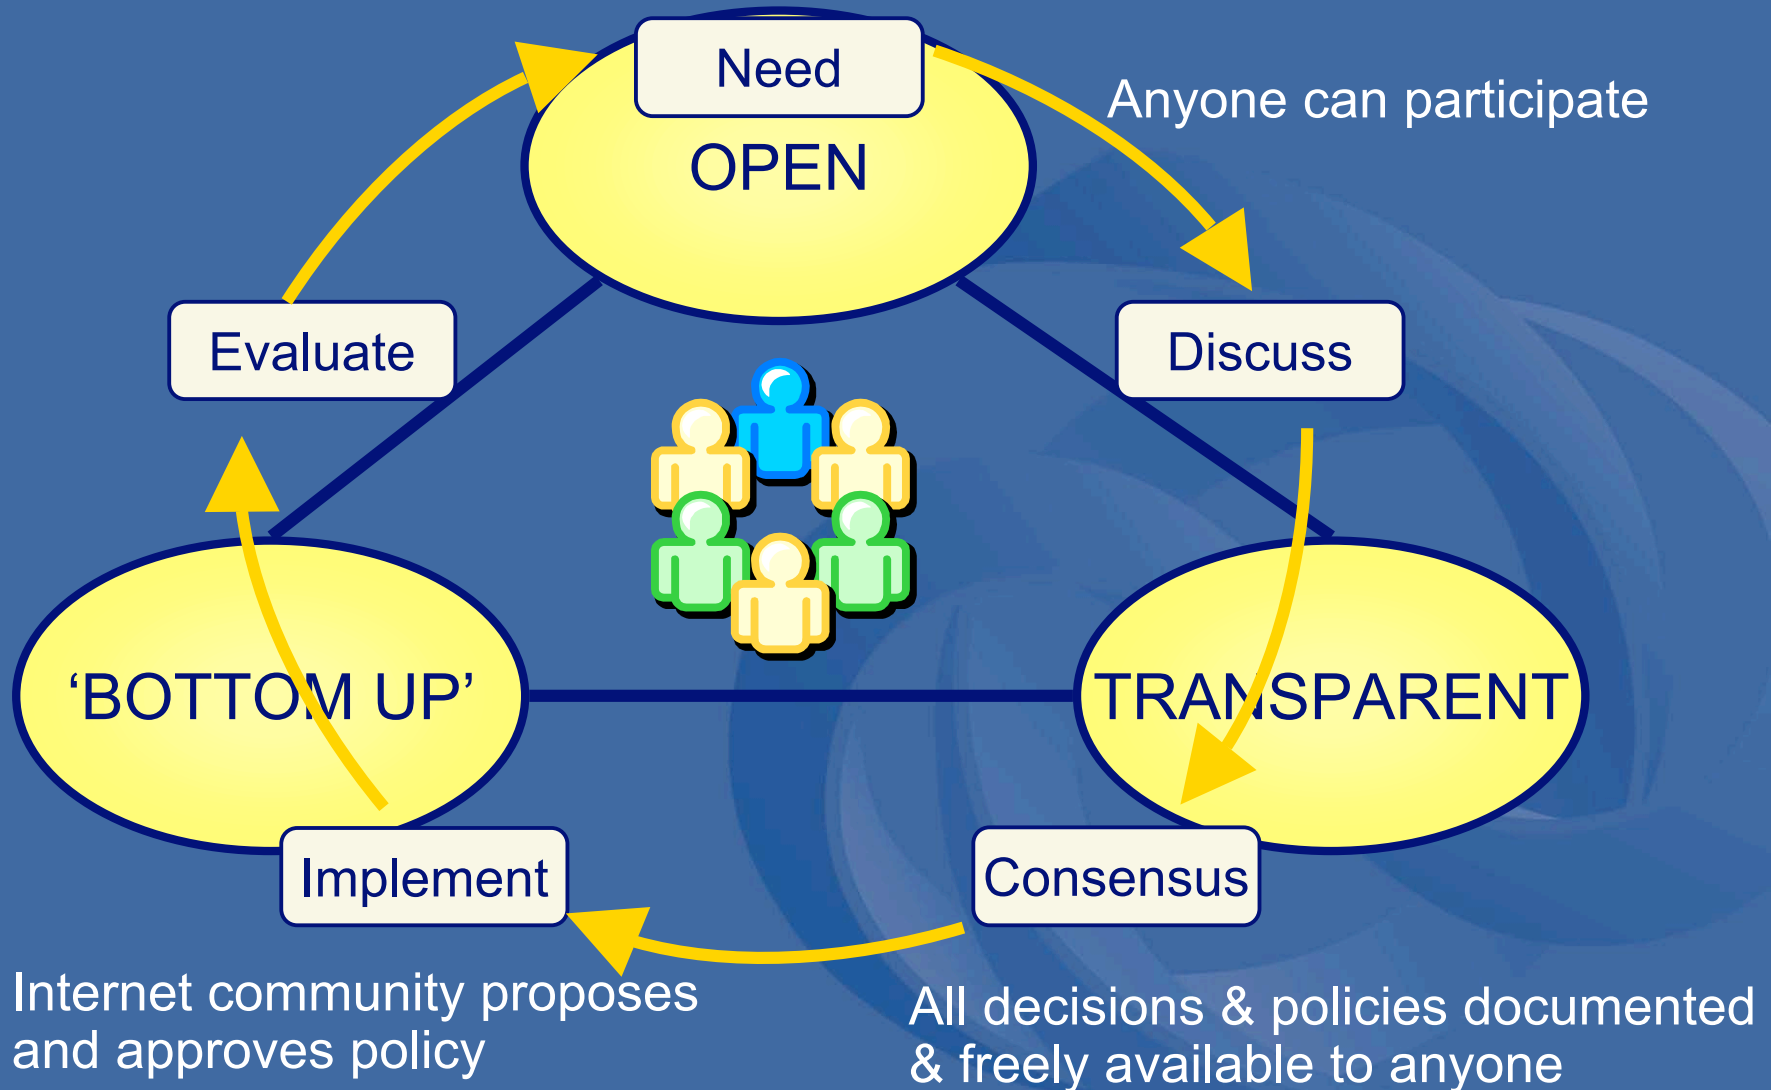 Need
OPEN
Anyone can participate
Evaluate
Discuss
‘BOTTOM UP’
TRANSPARENT
Implement
Consensus
Internet community proposes
and approves policy
All decisions & policies documented
& freely available to anyone